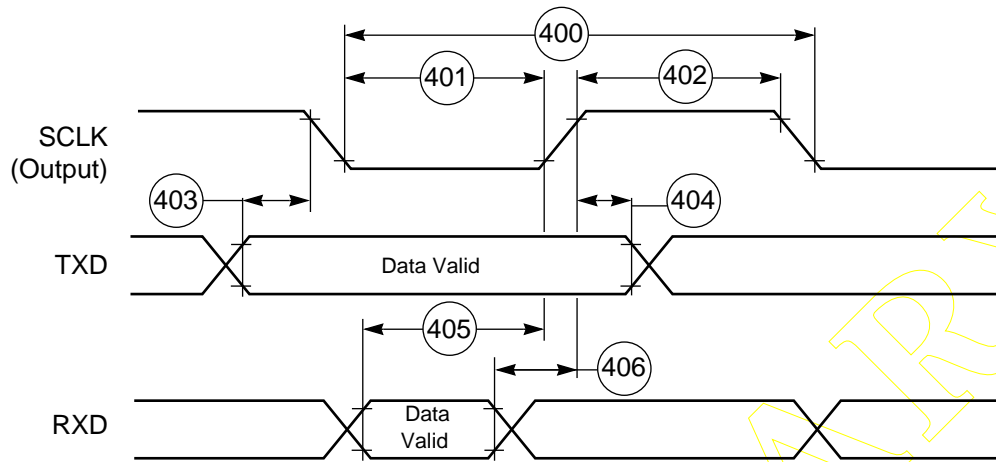 400
401
402
SCLK
(Output)
403
404
TXD
Data Valid
405
406
RXD
Data
Valid